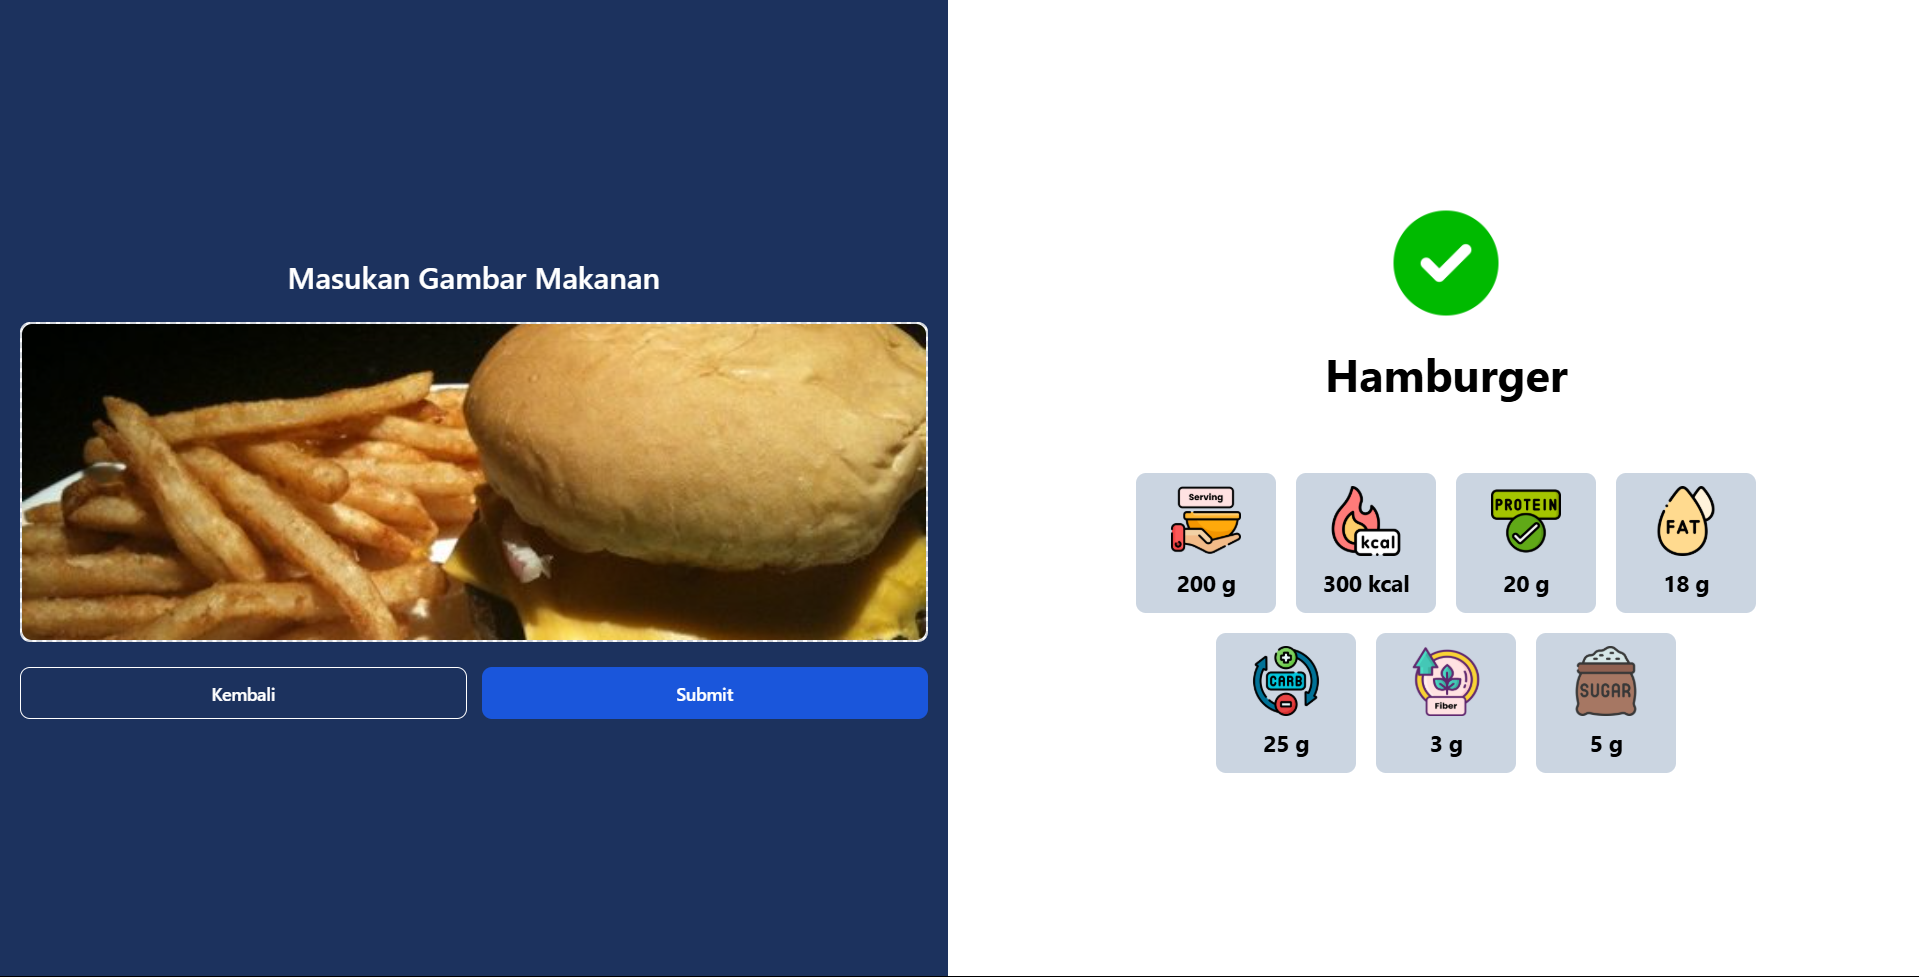 Masukan Gambar Makanan
Kembali
Submit
Hamburger
Serving
200 g
kcal
300 kcal
PROTEIN
20 g
FAT
18 g
CARB
25 g
Fiber
3 g
SUGAR
5 g